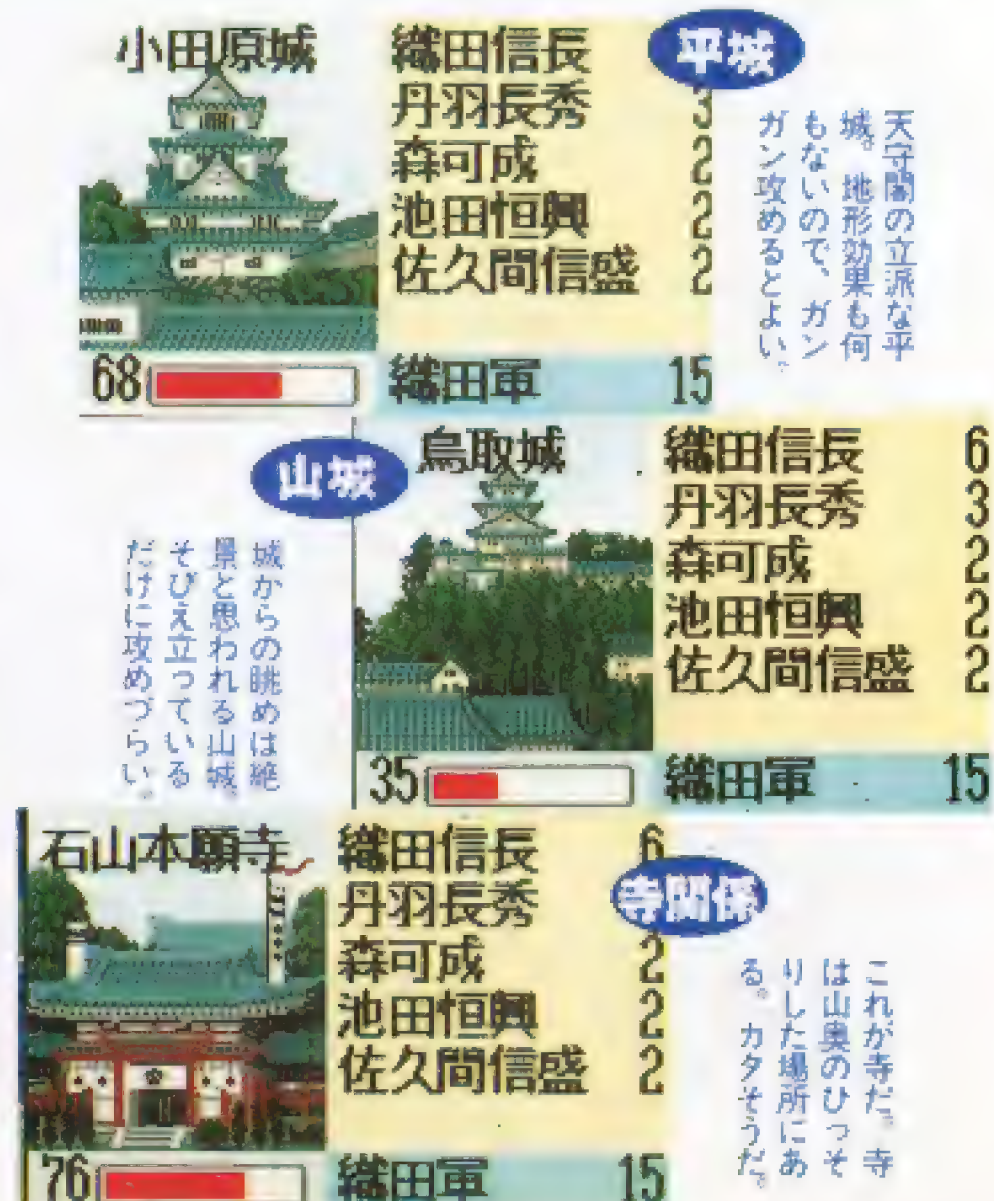 小田原城
平城
織田信長
丹羽長秀 3
森可成 2
池田恒興 2
佐久間信盛 2
68
織田軍 15
天守閣の立派な平
城。地形効果も何
もないので、ガン
ガン攻めるとよい。
山城
鳥取城
織田信長 6
丹羽長秀 3
森可成 2
池田恒興 2
佐久間信盛 2
35
織田軍 15
城からの眺めは絶
景と思われる山城。
そびえ立っている
だけに攻めづらい。
石山本願寺
寺関係
織田信長 6
丹羽長秀
森可成 2
池田恒興 2
佐久間信盛 2
76
織田軍 15
これが寺だ。寺
は山奥のひっそ
りした場所にあ
る。カタそうだ。